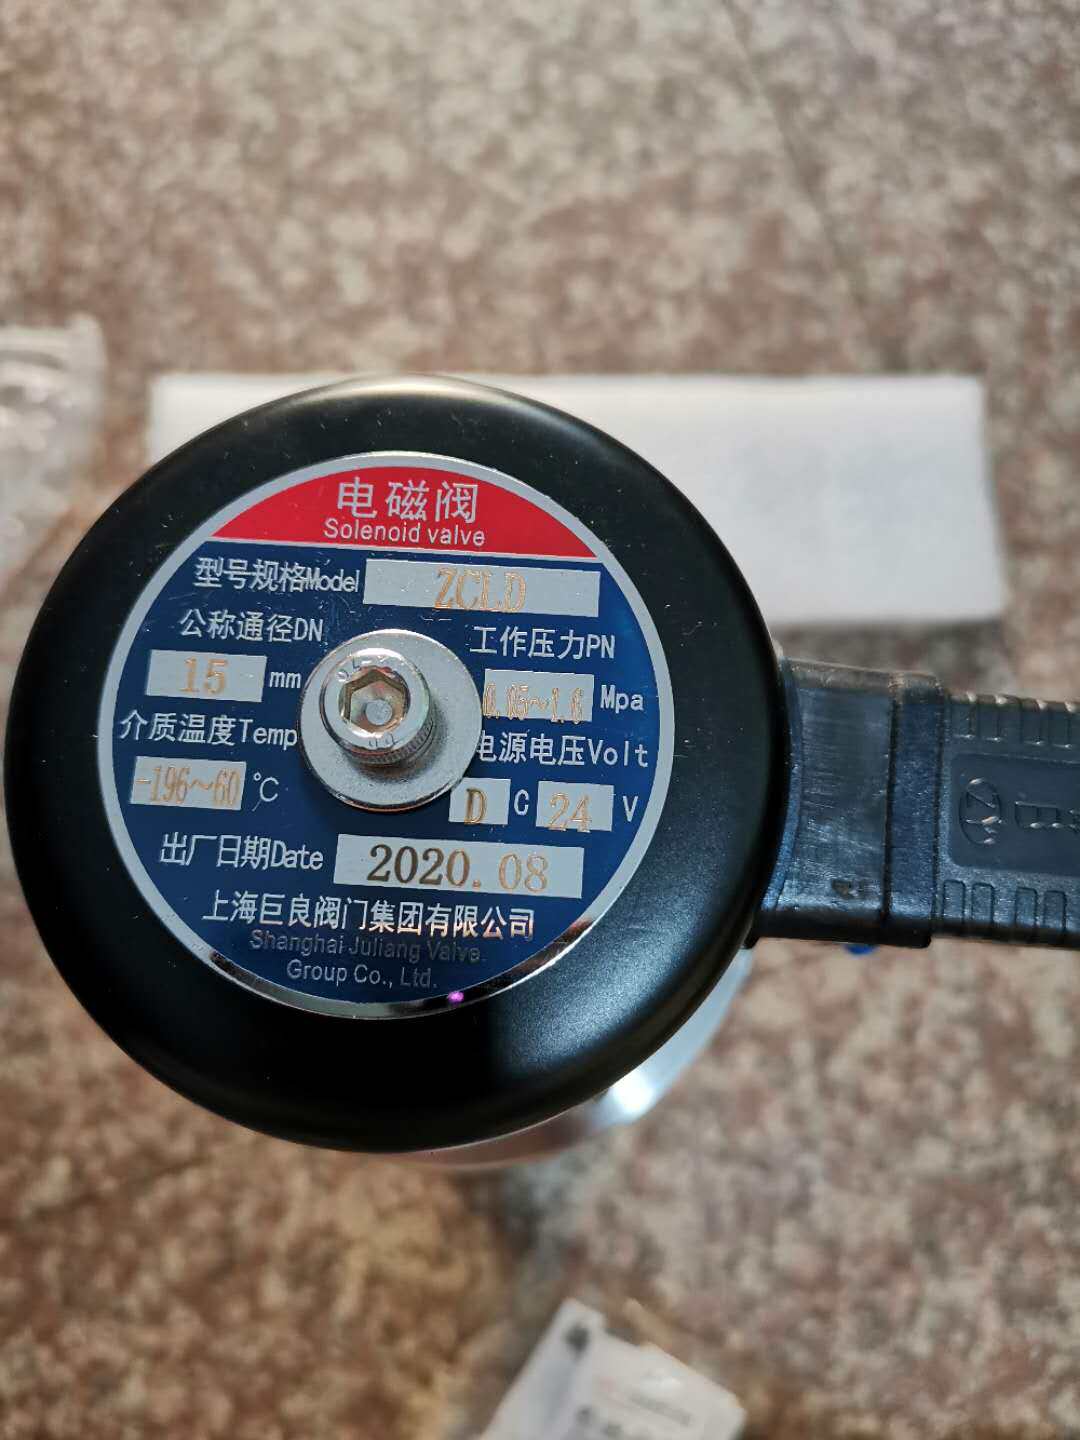 电磁阀
Solenoid valve
型号规格Model ZCLD
公称通径DN
15 mm
工作压力PN
0.05~1.6 Mpa
介质温度Temp
-196~60 ℃
电源电压Volt
D C 24 V
出厂日期Date 2020.08
上海巨良阀门集团有限公司
Shanghai Juliang Valve
Group Co., Ltd.